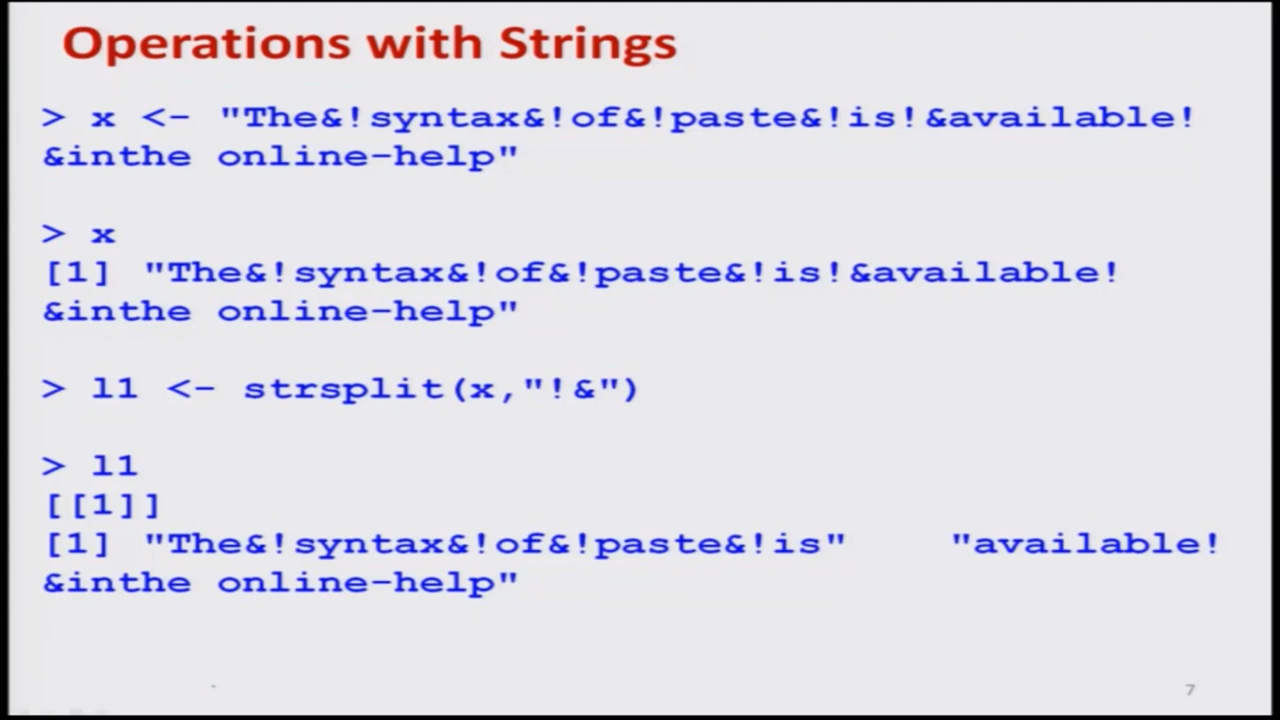 Operations with Strings
> x <- "The&!syntax&!of&!paste&!is!&available!
&inthe online-help"
> x
[1] "The&!syntax&!of&!paste&!is!&available!
&inthe online-help"
> l1 <- strsplit(x,"!&")
> l1
[[1]]
[1] "The&!syntax&!of&!paste&!is" "available!
&inthe online-help"
7